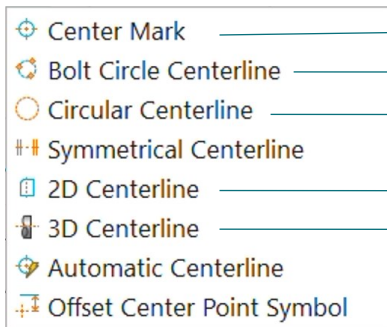 Center Mark
Bolt Circle Centerline
Circular Centerline
Symmetrical Centerline
2D Centerline
3D Centerline
Automatic Centerline
Offset Center Point Symbol